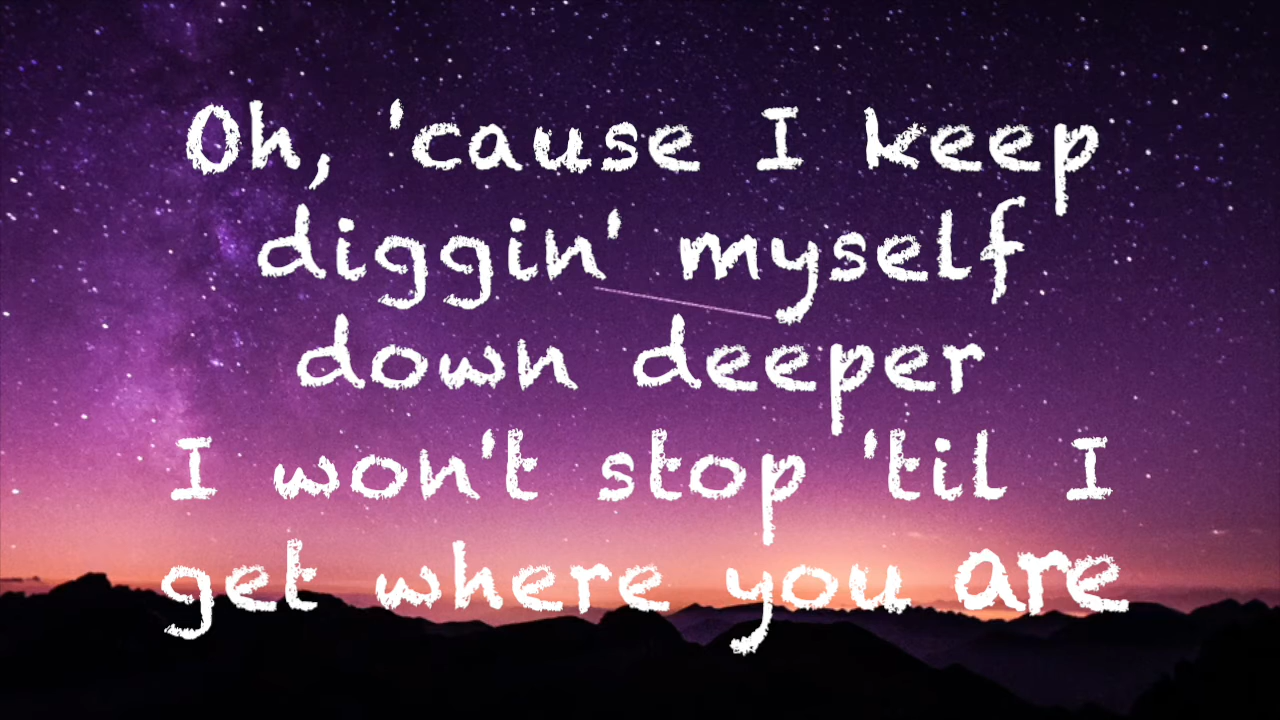 Oh, 'cause I keep
diggin' myself
down deeper
I won't stop 'til I
get where you are